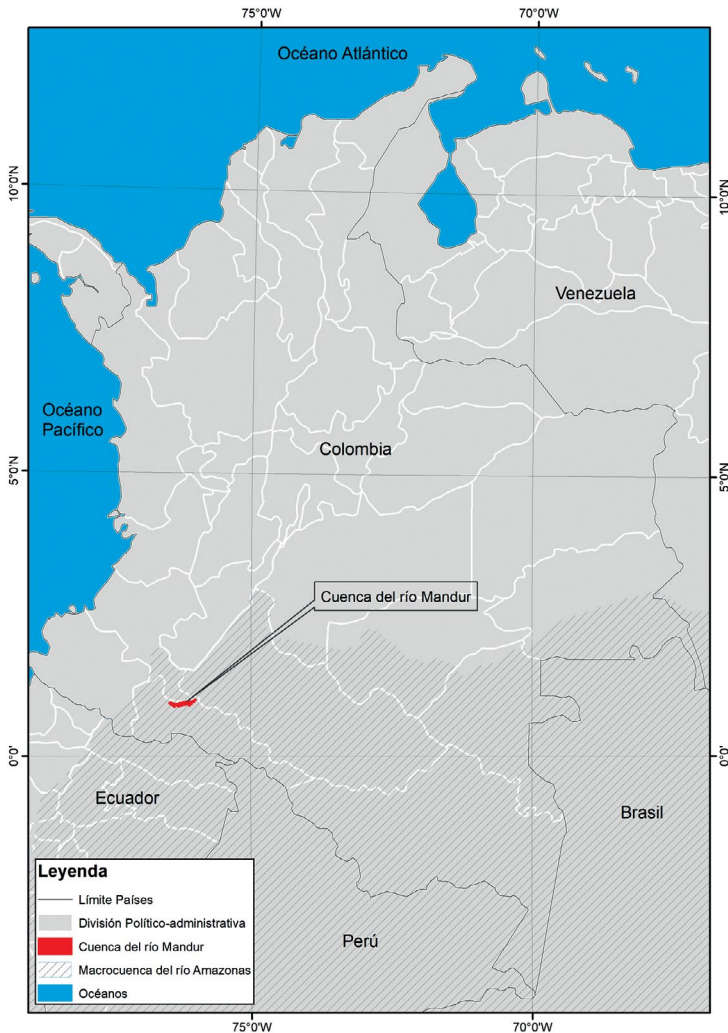 75°0'W
70°0'W
Océano Atlántico
10°0'N
10°0'N
Venezuela
Océano
Pacífico
Colombia
5°0'N
5°0'N
Cuenca del río Mandur
0°0'
0°0'
Ecuador
Brasil
Perú
Leyenda
Límite Países
División Político-administrativa
Cuenca del río Mandur
Macrocuenca del río Amazonas
Océanos
75°0'W
70°0'W